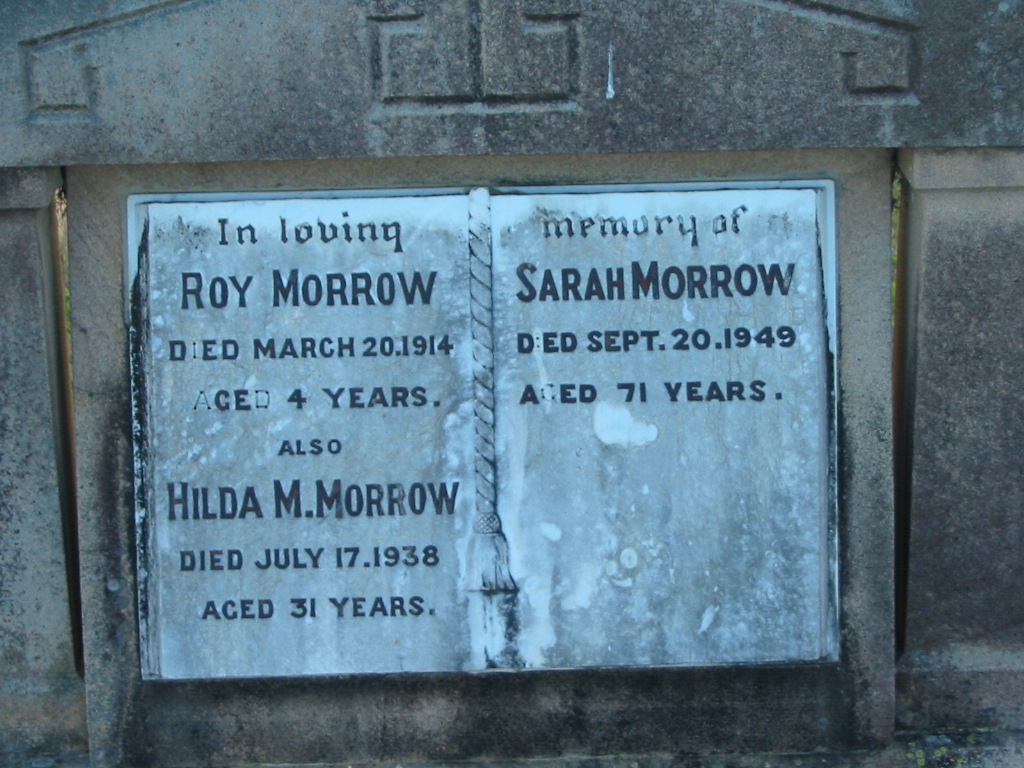 In loving
ROY MORROW
DIED MARCH 20.1914
AGED 4 YEARS.
ALSO
HILDA M. MORROW
DIED JULY 17.1938
AGED 31 YEARS.
memory of
SARAH MORROW
DIED SEPT. 20.1949
AGED 71 YEARS.